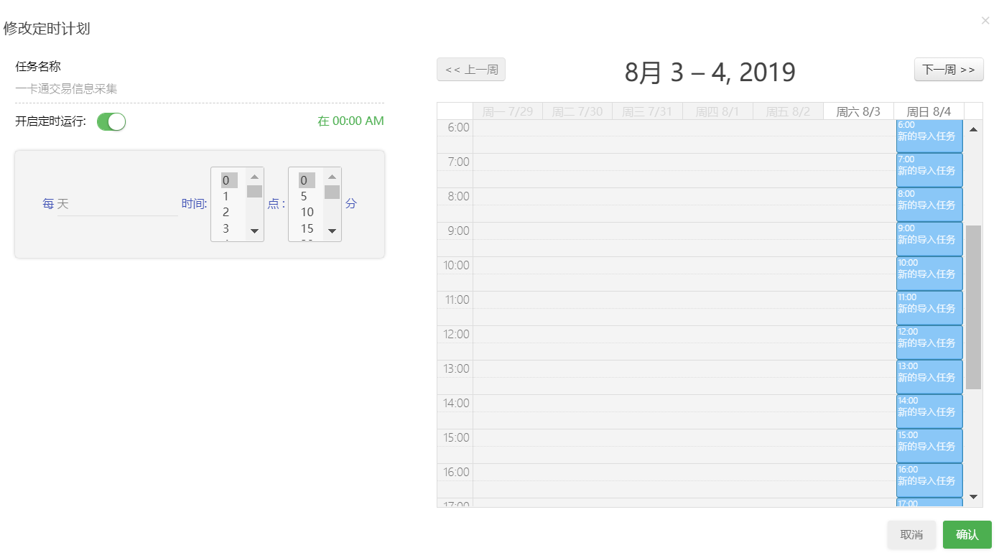 修改定时计划
×
任务名称
一卡通交易信息采集
开启定时运行:
在 00:00 AM
每 天 时间: 点 : 分
0
1
2
3
0
5
10
15
<< 上一周
8月 3 – 4, 2019
下一周 >>
周一 7/29 周二 7/30 周三 7/31 周四 8/1 周五 8/2 周六 8/3 周日 8/4
6:00
7:00
8:00
9:00
10:00
11:00
12:00
13:00
14:00
15:00
16:00
17:00
6:00
新的导入任务
7:00
新的导入任务
8:00
新的导入任务
9:00
新的导入任务
10:00
新的导入任务
11:00
新的导入任务
12:00
新的导入任务
13:00
新的导入任务
14:00
新的导入任务
15:00
新的导入任务
16:00
新的导入任务
17:00
取消
确认